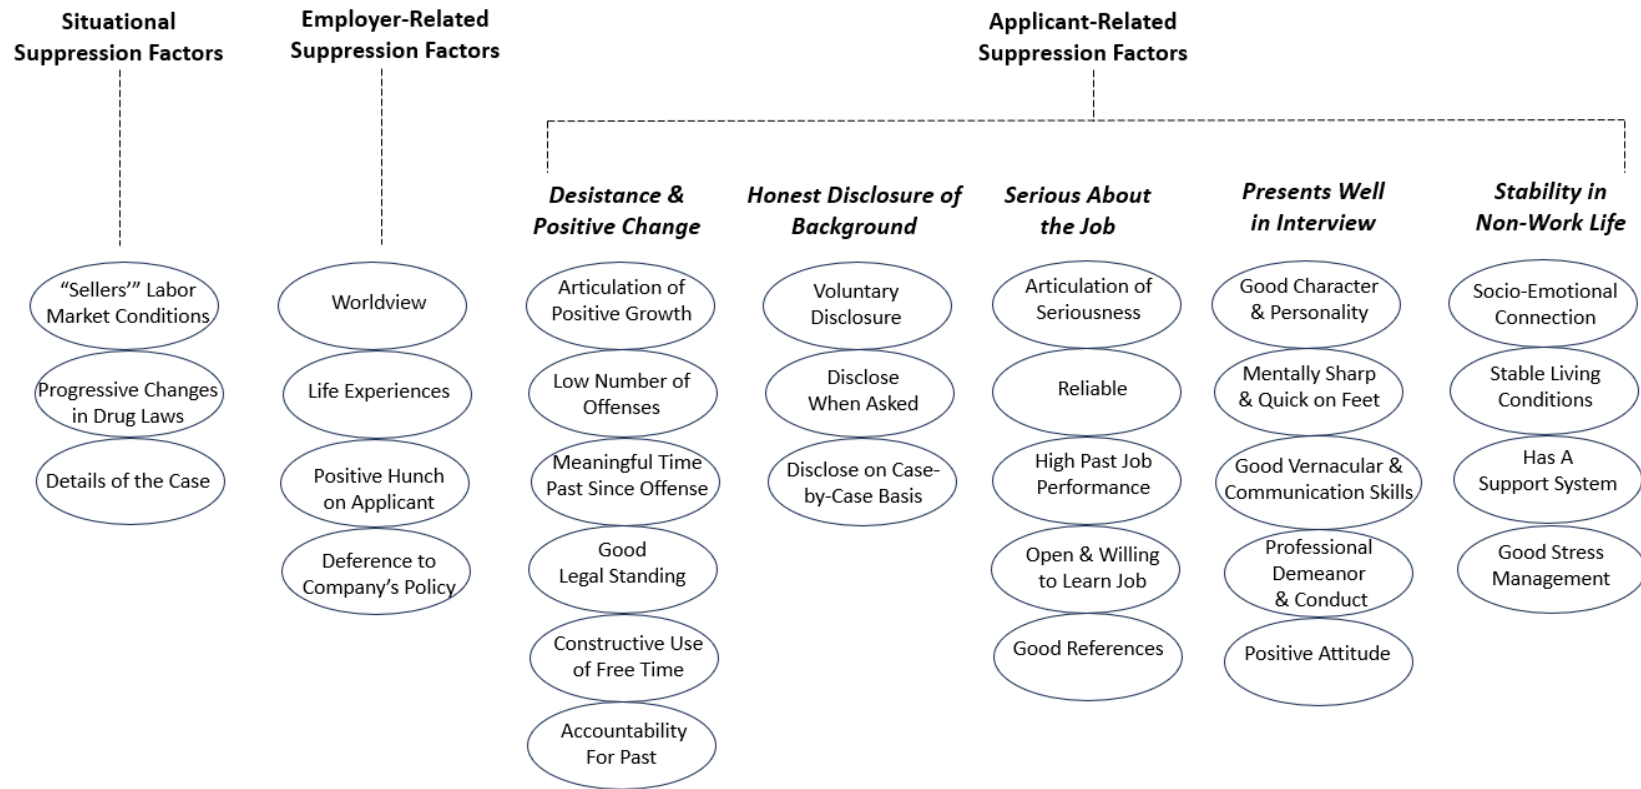 Situational
Suppression Factors
Employer-Related
Suppression Factors
Applicant-Related
Suppression Factors
Desistance &
Positive Change
Honest Disclosure of
Background
Serious About
the Job
Presents Well
in Interview
Stability in
Non-Work Life
“Sellers’” Labor
Market Conditions
Progressive Changes
in Drug Laws
Details of the Case
Worldview
Life Experiences
Positive Hunch
on Applicant
Deference to
Company’s Policy
Articulation of
Positive Growth
Low Number of
Offenses
Meaningful Time
Past Since Offense
Good
Legal Standing
Constructive Use
of Free Time
Accountability
For Past
Voluntary
Disclosure
Disclose
When Asked
Disclose on Case-
by-Case Basis
Articulation of
Seriousness
Reliable
High Past Job
Performance
Open & Willing
to Learn Job
Good References
Good Character
& Personality
Mentally Sharp
& Quick on Feet
Good Vernacular &
Communication Skills
Professional
Demeanor
& Conduct
Positive Attitude
Socio-Emotional
Connection
Stable Living
Conditions
Has A
Support System
Good Stress
Management